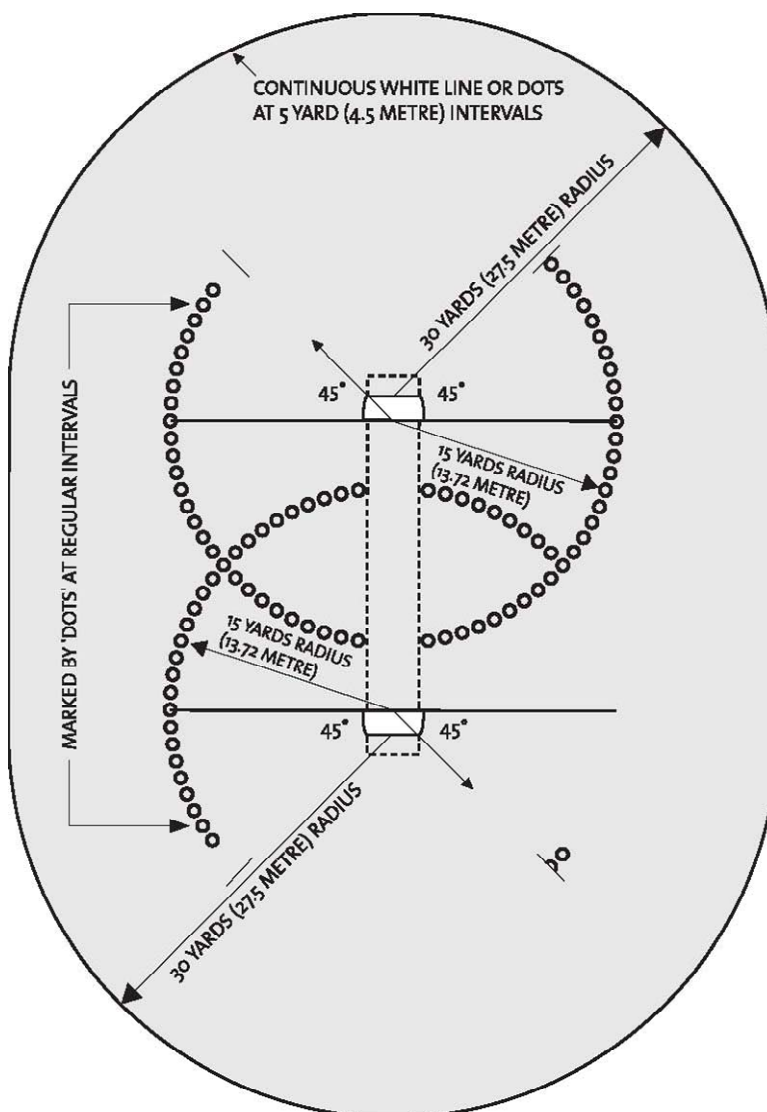 CONTINUOUS WHITE LINE OR DOTS
AT 5 YARD (4.5 METRE) INTERVALS
30 YARDS (27.5 METRE) RADIUS
MARKED BY 'DOTS' AT REGULAR INTERVALS
45°
45°
15 YARDS RADIUS
(13.72 METRE)
15 YARDS RADIUS
(13.72 METRE)
45°
45°
30 YARDS (27.5 METRE) RADIUS